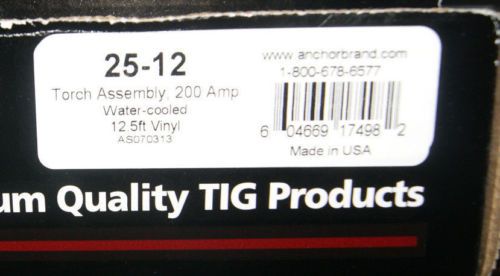 25-12
Torch Assembly, 200 Amp
Water-cooled
12.5ft Vinyl
AS070313
www.anchorbrand.com
1-800-678-6577
6 04669 17498 2
Made in USA
um Quality TIG Products